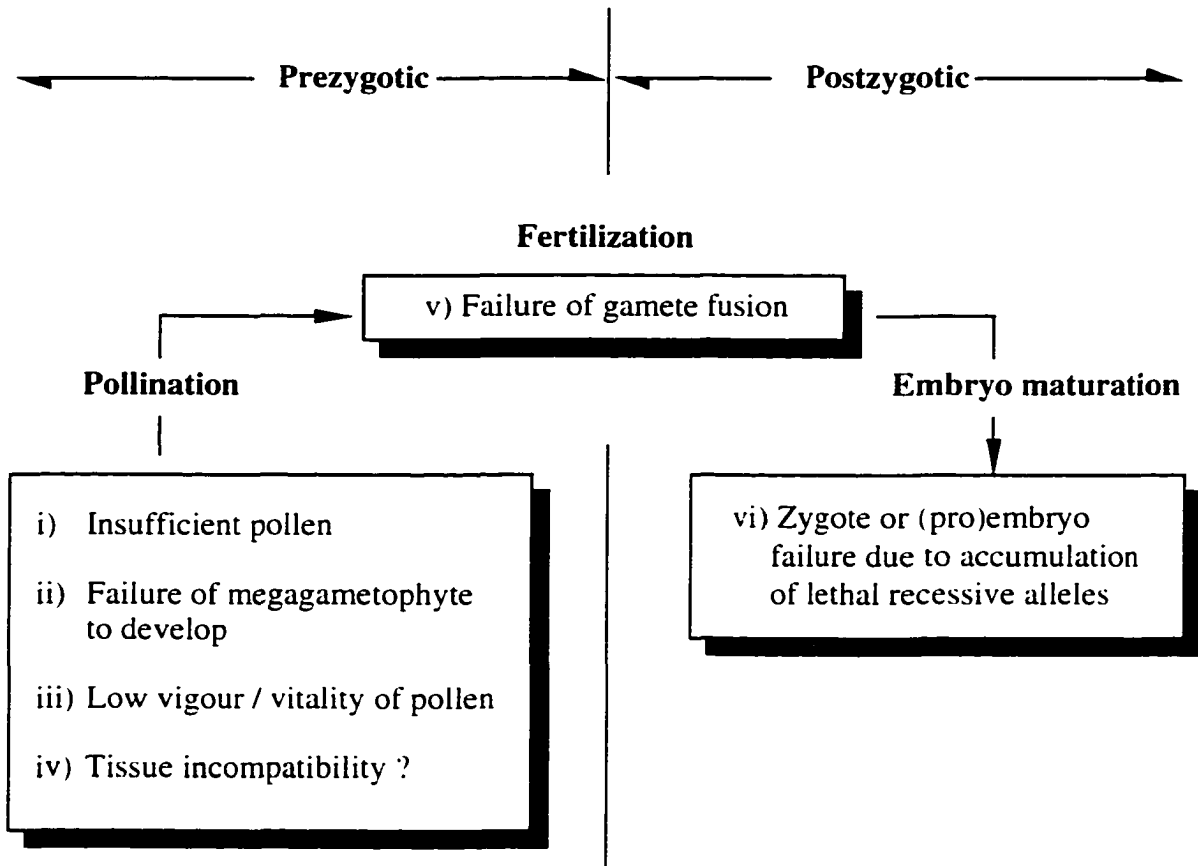 Prezygotic
Postzygotic
Fertilization
v) Failure of gamete fusion
Pollination
Embryo maturation
i) Insufficient pollen
ii) Failure of megagametophyte
to develop
iii) Low vigour / vitality of pollen
iv) Tissue incompatibility ?
vi) Zygote or (pro)embryo
failure due to accumulation
of lethal recessive alleles